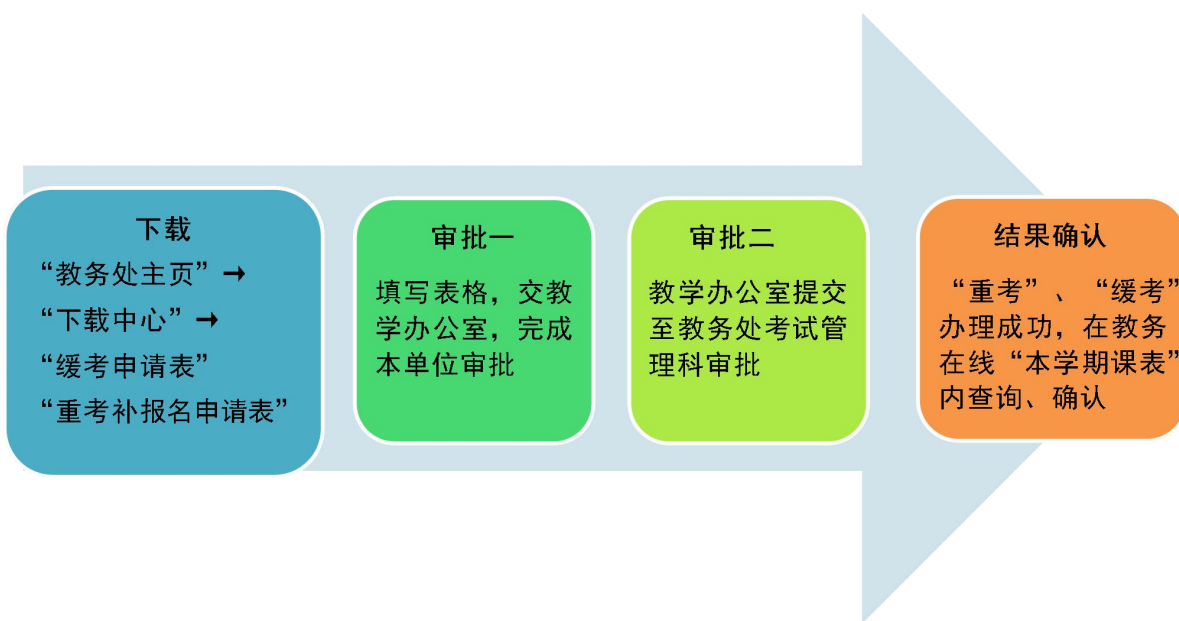 下载
“教务处主页”→
“下载中心”→
“缓考申请表”
“重考补报名申请表”
审批一
填写表格，交教
学办公室，完成
本单位审批
审批二
教学办公室提交
至教务处考试管
理科审批
结果确认
“重考”、“缓考”
办理成功，在教务
在线“本学期课表”
内查询、确认